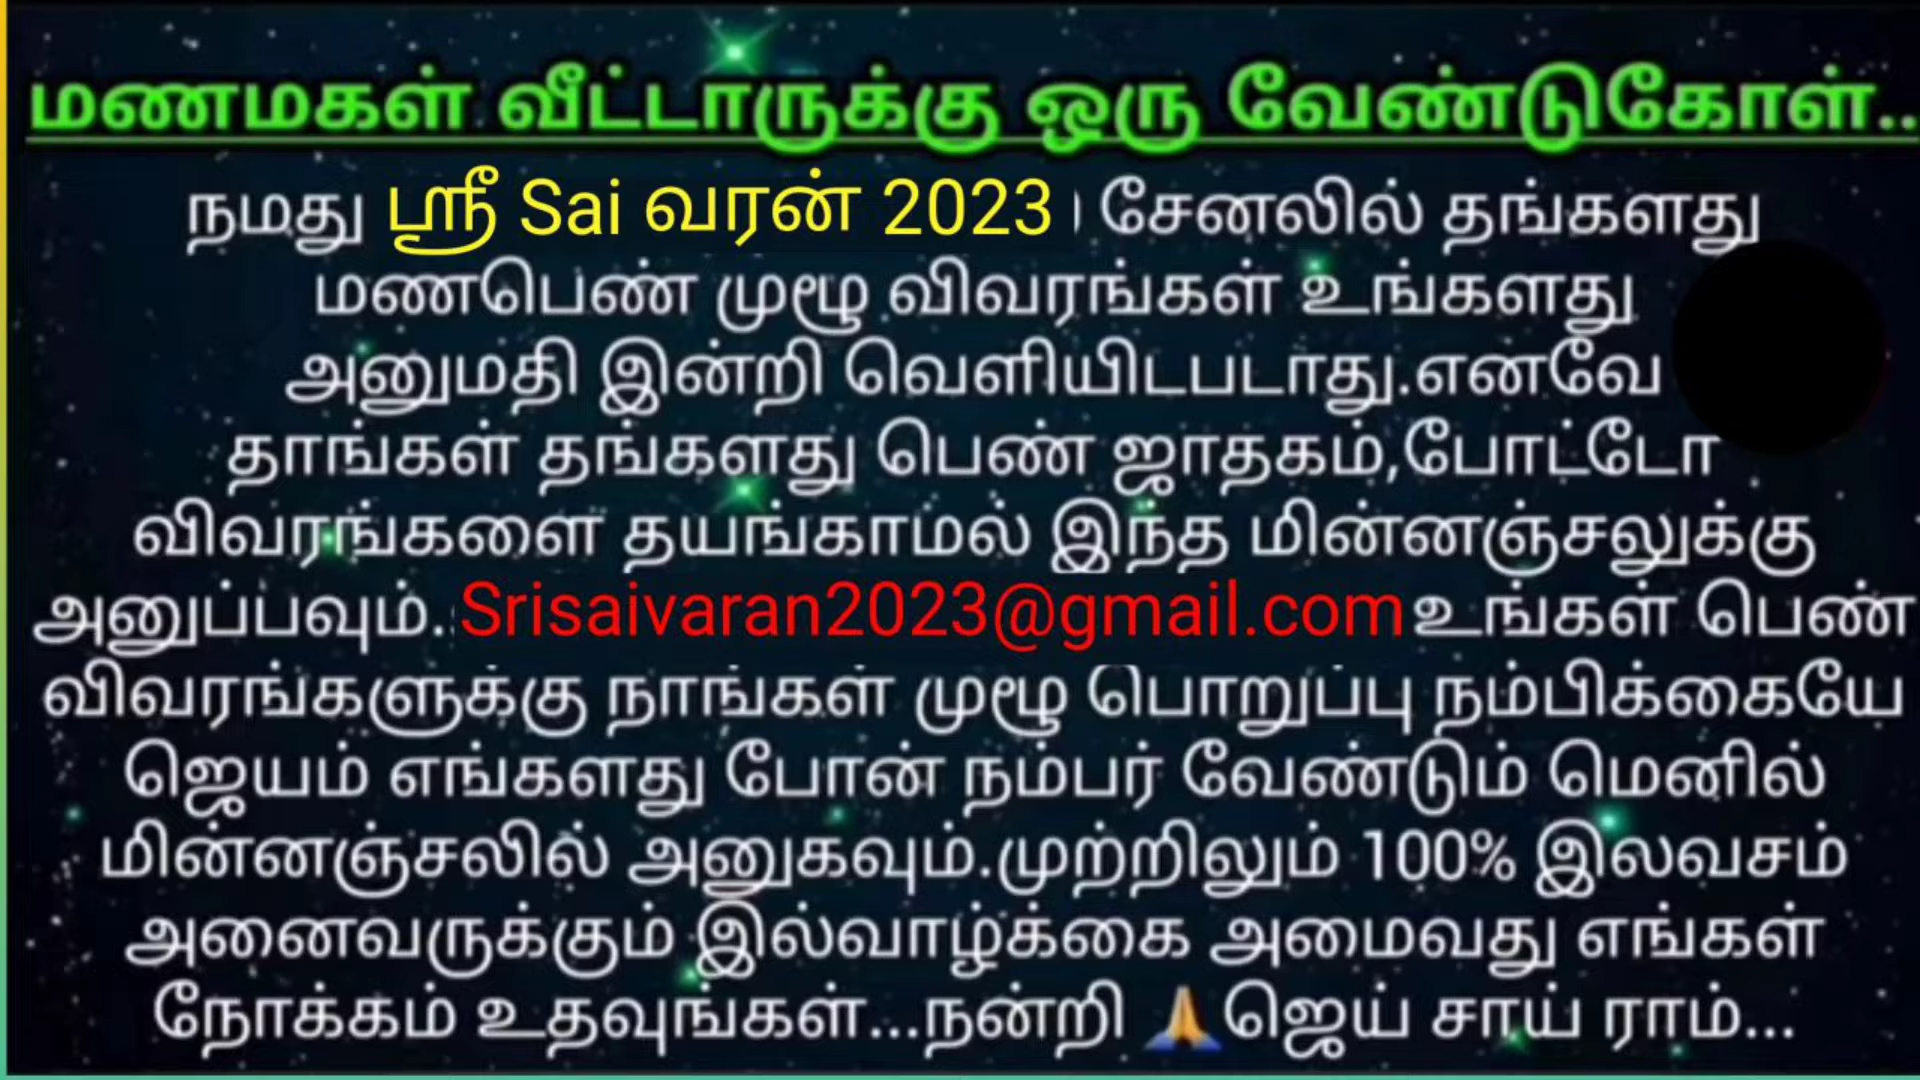 மணமகள் வீட்டாருக்கு ஒரு வேண்டுகோள்..
நமது ஸ்ரீ Sai வரன் 2023 சேனலில் தங்களது
மணபெண் முழூ விவரங்கள் உங்களது
அனுமதி இன்றி வெளியிடபடாது.எனவே
தாங்கள் தங்களது பெண் ஜாதகம்,போட்டோ
விவரங்களை தயங்காமல் இந்த மின்னஞ்சலுக்கு
அனுப்பவும். Srisaivaran2023@gmail.com உங்கள் பெண்
விவரங்களுக்கு நாங்கள் முழூ பொறுப்பு நம்பிக்கையே
ஜெயம் எங்களது போன் நம்பர் வேண்டும் மெனில்
மின்னஞ்சலில் அனுகவும்.முற்றிலும் 100% இலவசம்
அனைவருக்கும் இல்வாழ்க்கை அமைவது எங்கள்
நோக்கம் உதவுங்கள்...நன்றி 🙏ஜெய் சாய் ராம்...